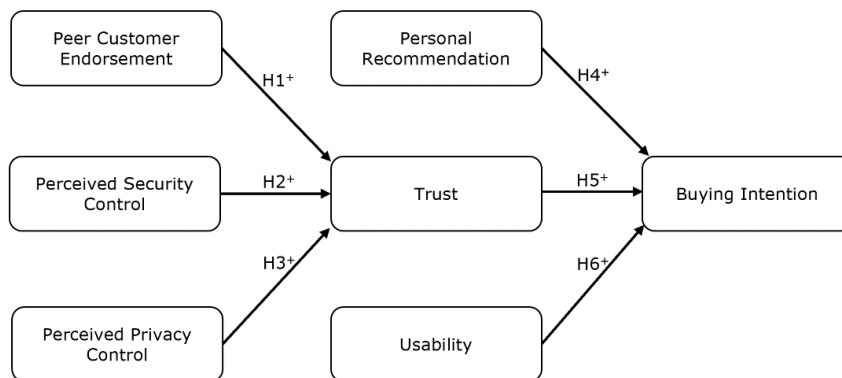 Peer Customer
Endorsement
Personal
Recommendation
H1⁺
H4⁺
Perceived Security
Control
H2⁺
Trust
H5⁺
Buying Intention
H3⁺
H6⁺
Perceived Privacy
Control
Usability